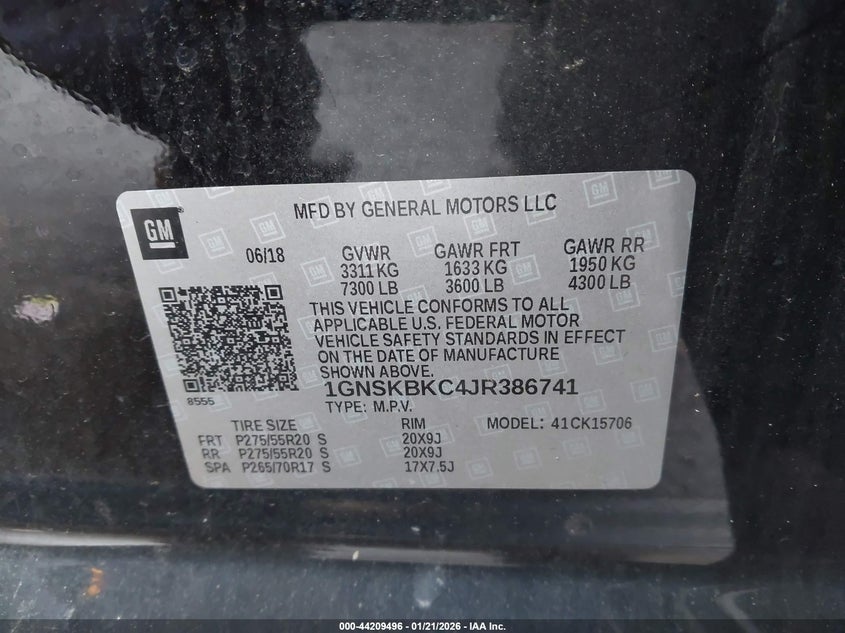 GM
MFD BY GENERAL MOTORS LLC
06/18 GVWR GAWR FRT GAWR RR
3311 KG 1633 KG 1950 KG
7300 LB 3600 LB 4300 LB
THIS VEHICLE CONFORMS TO ALL
APPLICABLE U.S. FEDERAL MOTOR
VEHICLE SAFETY STANDARDS IN EFFECT
ON THE DATE OF MANUFACTURE
SHOWN ABOVE.
8555
1GNSKBKC4JR386741
TYPE: M.P.V.
TIRE SIZE RIM MODEL: 41CK15706
FRT P275/55R20 S 20X9J
RR P275/55R20 S 20X9J
SPA P265/70R17 S 17X7.5J
000-44209496 - 01/21/2026 - IAA Inc.